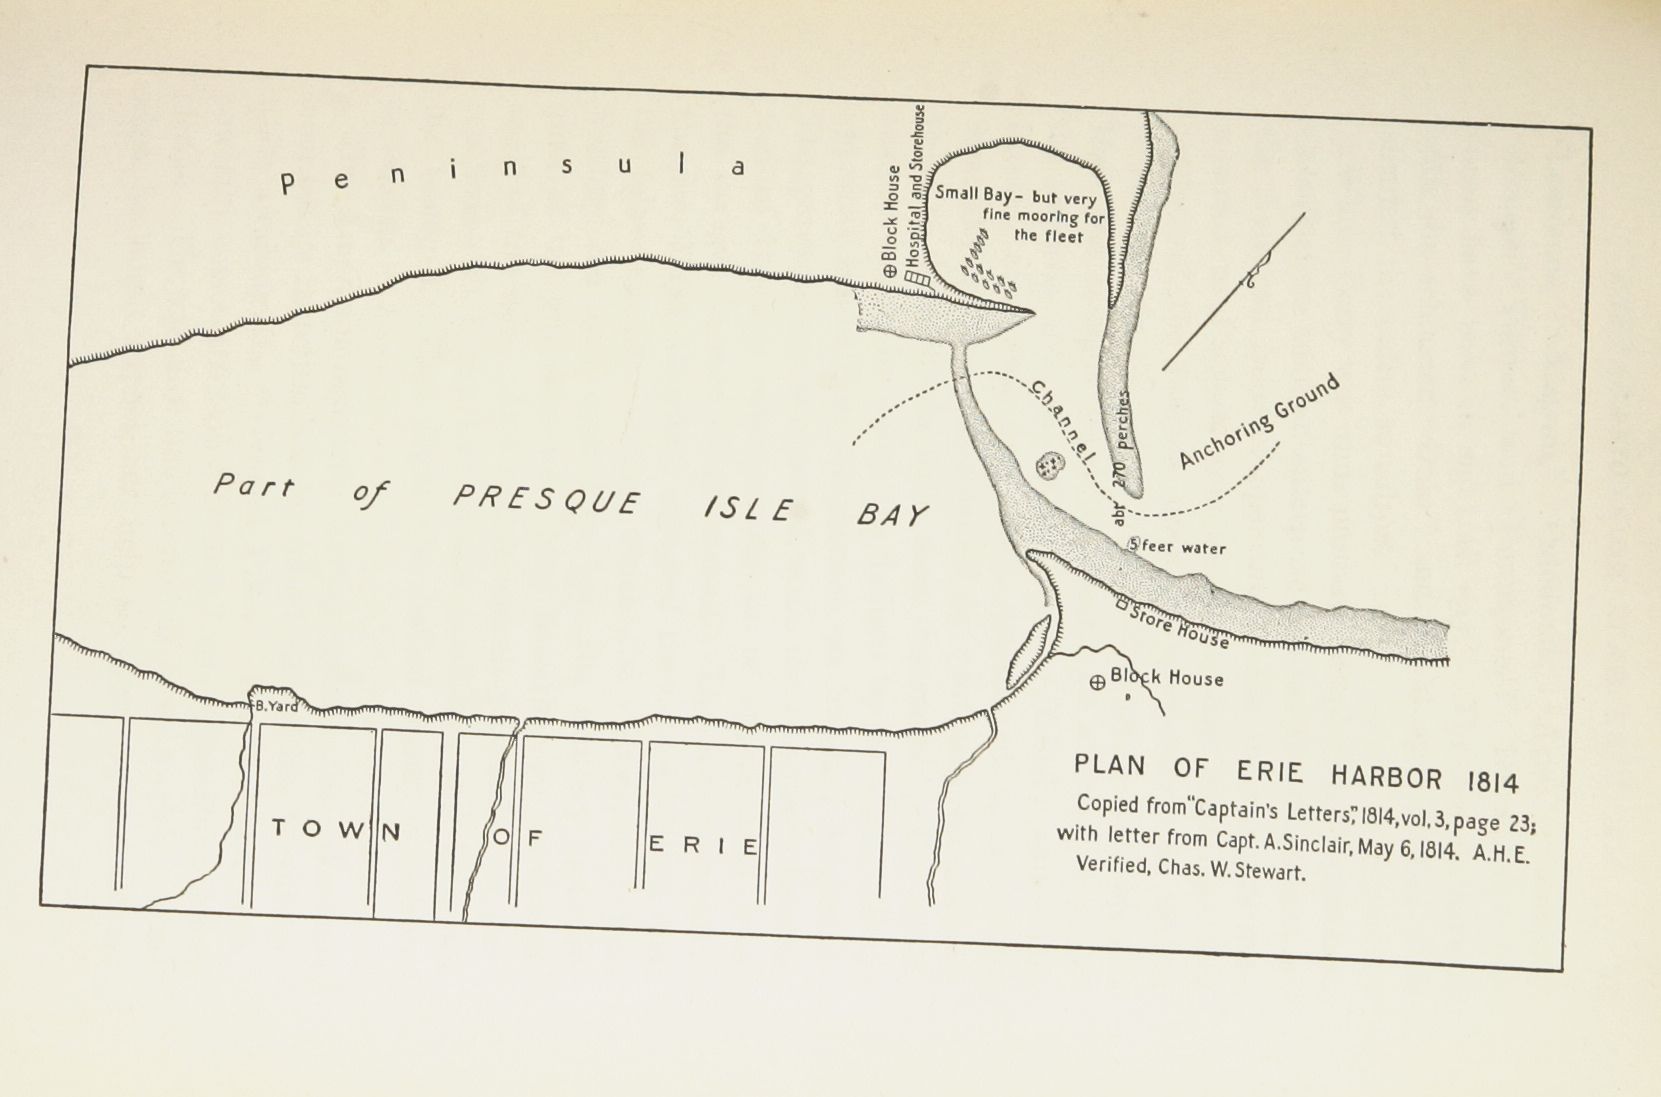 Peninsula
Block House
Hospital and Storehouse
Small Bay - but very
fine mooring for
the fleet
Channel
abt 270 perches
Anchoring Ground
Part of PRESQUE ISLE BAY
5 feet water
Store House
Block House
B. Yard
TOWN OF ERIE
PLAN OF ERIE HARBOR 1814
Copied from "Captain's Letters," 1814, vol. 3, page 23;
with letter from Capt. A. Sinclair, May 6, 1814. A.H.E.
Verified, Chas. W. Stewart.